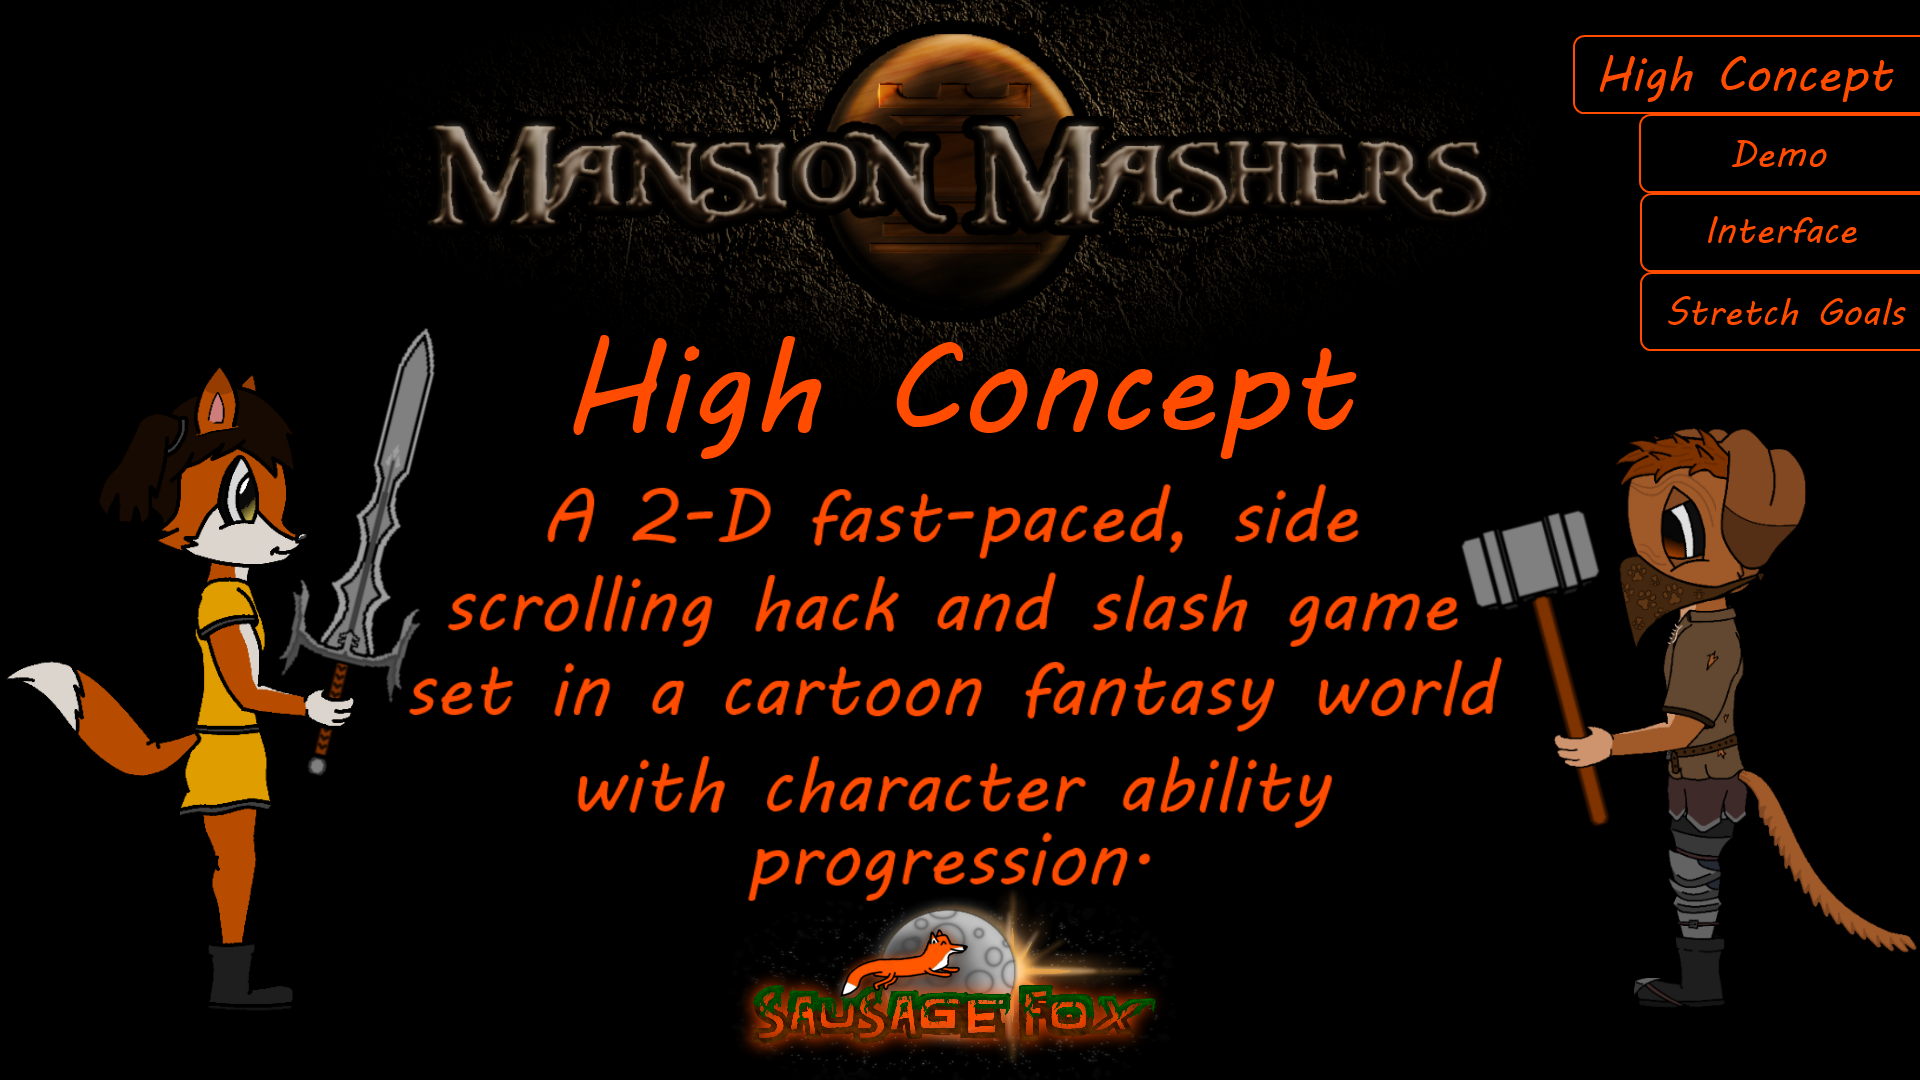 MANSION MASHERS
High Concept
Demo
Interface
Stretch Goals
High Concept
A 2-D fast-paced, side
scrolling hack and slash game
set in a cartoon fantasy world
with character ability
progression.
SAUSAGE FOX